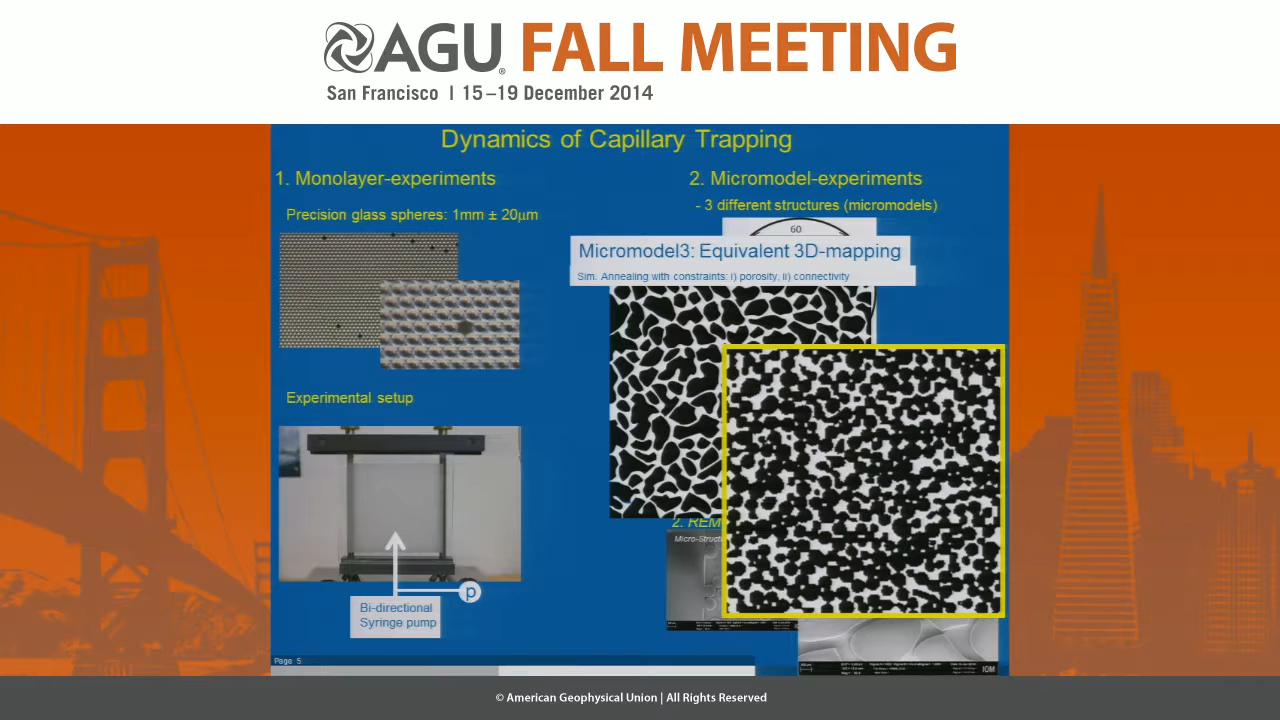 AGU® FALL MEETING
San Francisco | 15–19 December 2014
Dynamics of Capillary Trapping
1. Monolayer-experiments
Precision glass spheres: 1mm ± 20µm
Experimental setup
p
Bi-directional
Syringe pump
2. Micromodel-experiments
- 3 different structures (micromodels)
60
Micromodel3: Equivalent 3D-mapping
Sim. Annealing with constraints: i) porosity, ii) connectivity
2. REM
Micro-Struct
IOM
Page 5
© American Geophysical Union | All Rights Reserved